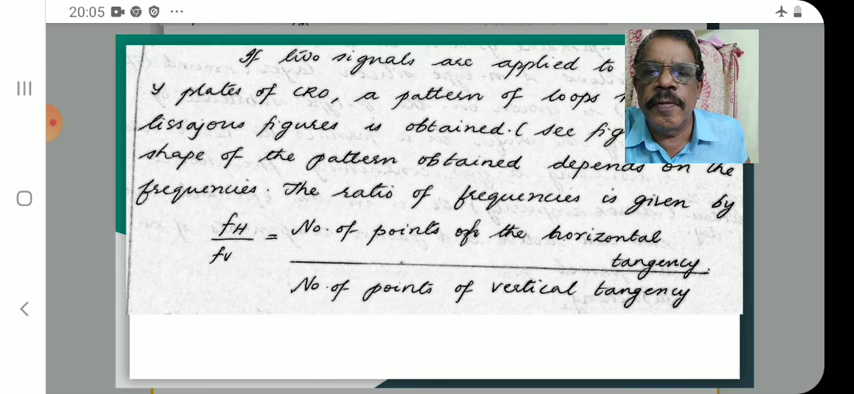 20:05
If two signals are applied to
Y plates of CRO, a pattern of loops
lissajous figures is obtained. ( see fig
shape of the pattern obtained depends on the
frequencies. The ratio of frequencies is given by
fH = No. of points of the horizontal
fv tangency.
No. of points of vertical tangency